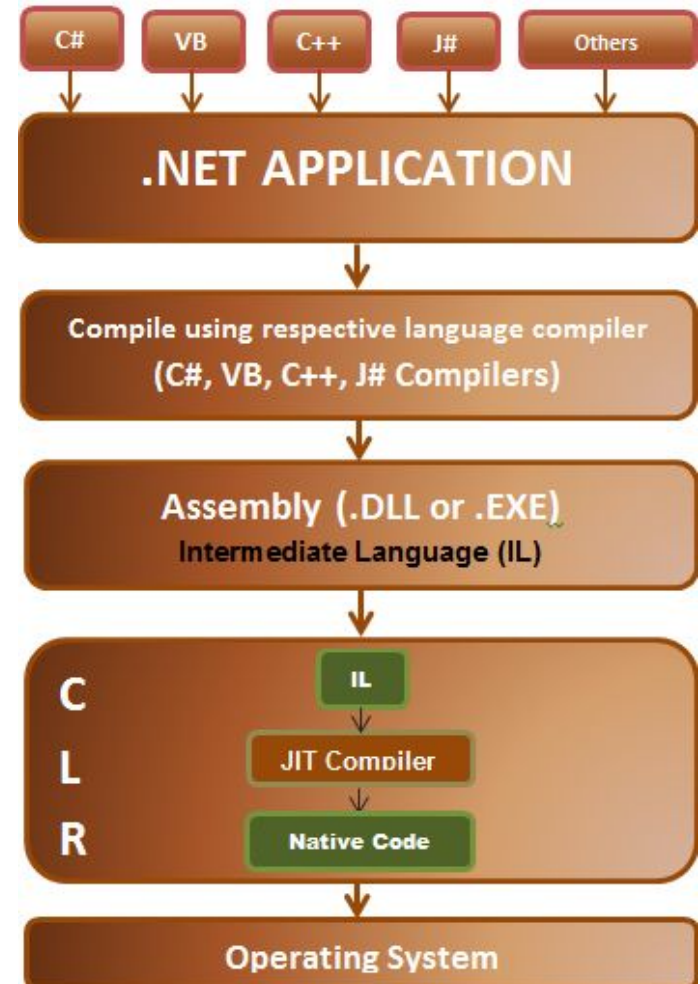 C# VB C++ J# Others
.NET APPLICATION
Compile using respective language compiler
(C#, VB, C++, J# Compilers)
Assembly (.DLL or .EXE)
Intermediate Language (IL)
C
L
R
IL
JIT Compiler
Native Code
Operating System